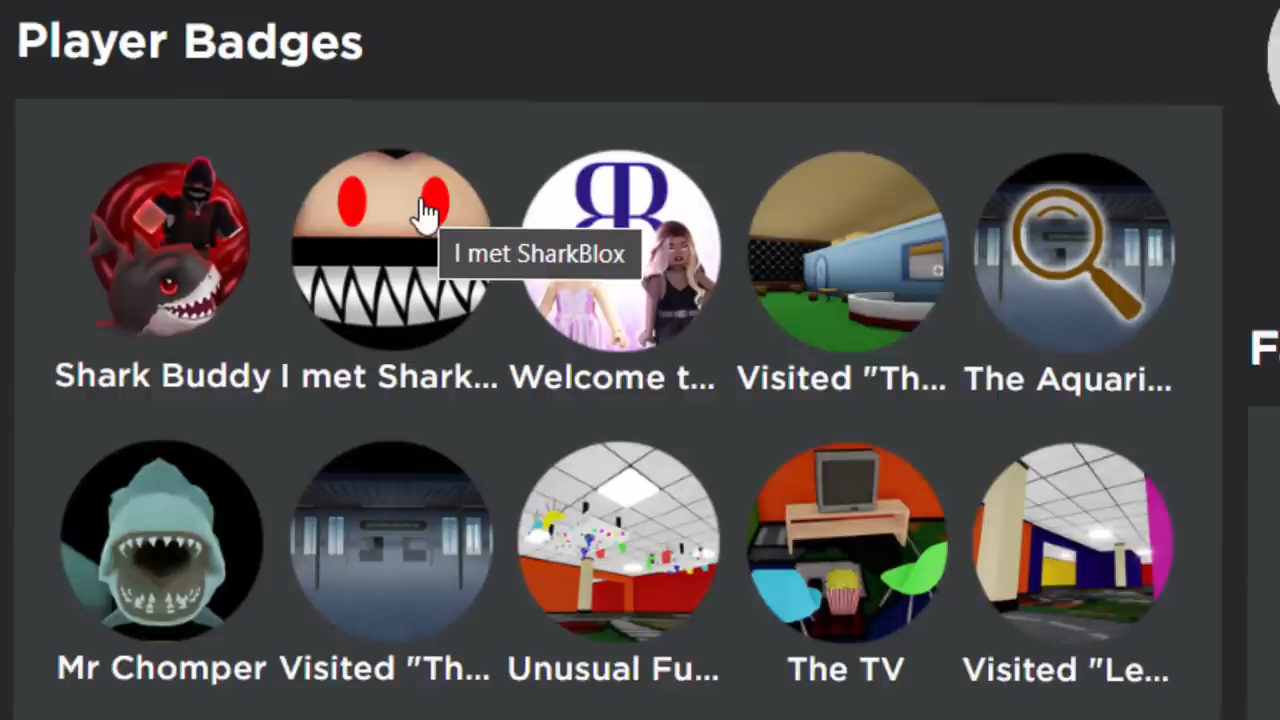 Player Badges
I met SharkBlox
Shark Buddy I met Shark... Welcome t... Visited "Th... The Aquari...
F
Mr Chomper Visited "Th... Unusual Fu... The TV Visited "Le...